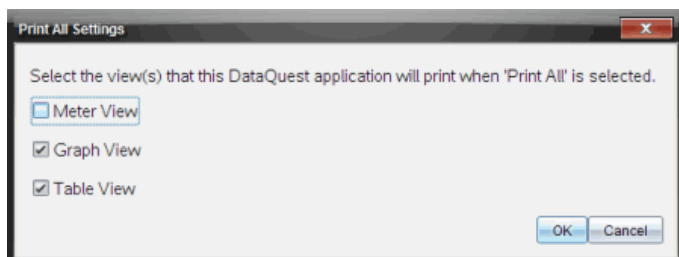 Print All Settings
Select the view(s) that this DataQuest application will print when 'Print All' is selected.
Meter View
Graph View
Table View
OK Cancel